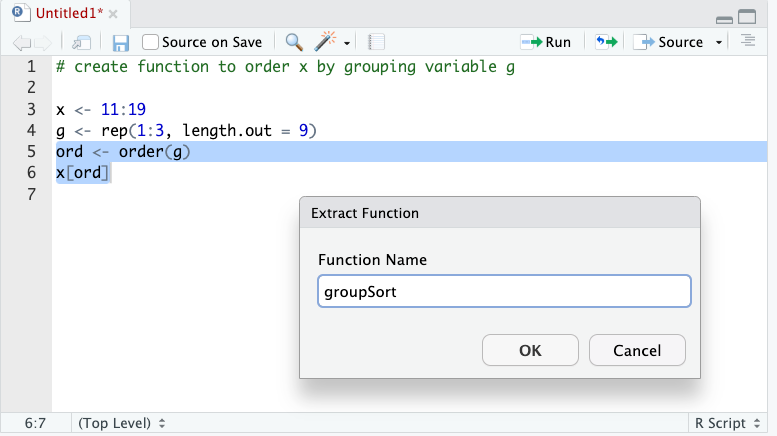 Untitled1*
Source on Save
Run
Source
1 # create function to order x by grouping variable g
2
3 x <- 11:19
4 g <- rep(1:3, length.out = 9)
5 ord <- order(g)
6 x[ord]
7
Extract Function
Function Name
groupSort
OK
Cancel
6:7
(Top Level)
R Script